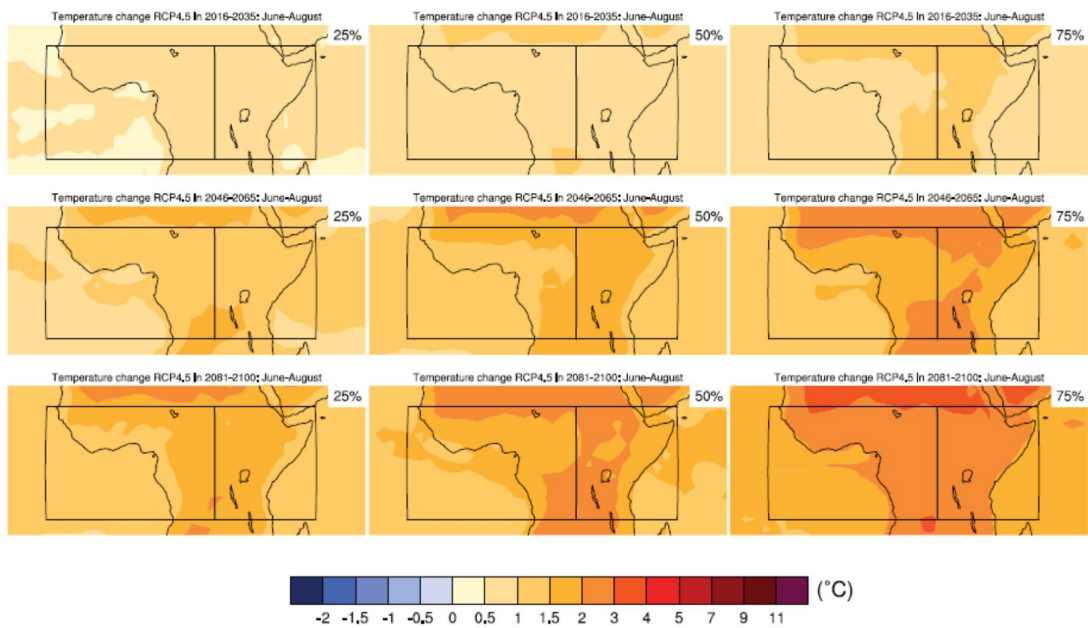 Temperature change RCP4.5 in 2016-2035: June-August
25%
Temperature change RCP4.5 in 2016-2035: June-August
50%
Temperature change RCP4.5 in 2016-2035: June-August
75%
Temperature change RCP4.5 in 2046-2065: June-August
25%
Temperature change RCP4.5 in 2046-2065: June-August
50%
Temperature change RCP4.5 in 2046-2065: June-August
75%
Temperature change RCP4.5 in 2081-2100: June-August
25%
Temperature change RCP4.5 in 2081-2100: June-August
50%
Temperature change RCP4.5 in 2081-2100: June-August
75%
(°C)
-2 -1.5 -1 -0.5 0 0.5 1 1.5 2 3 4 5 7 9 11